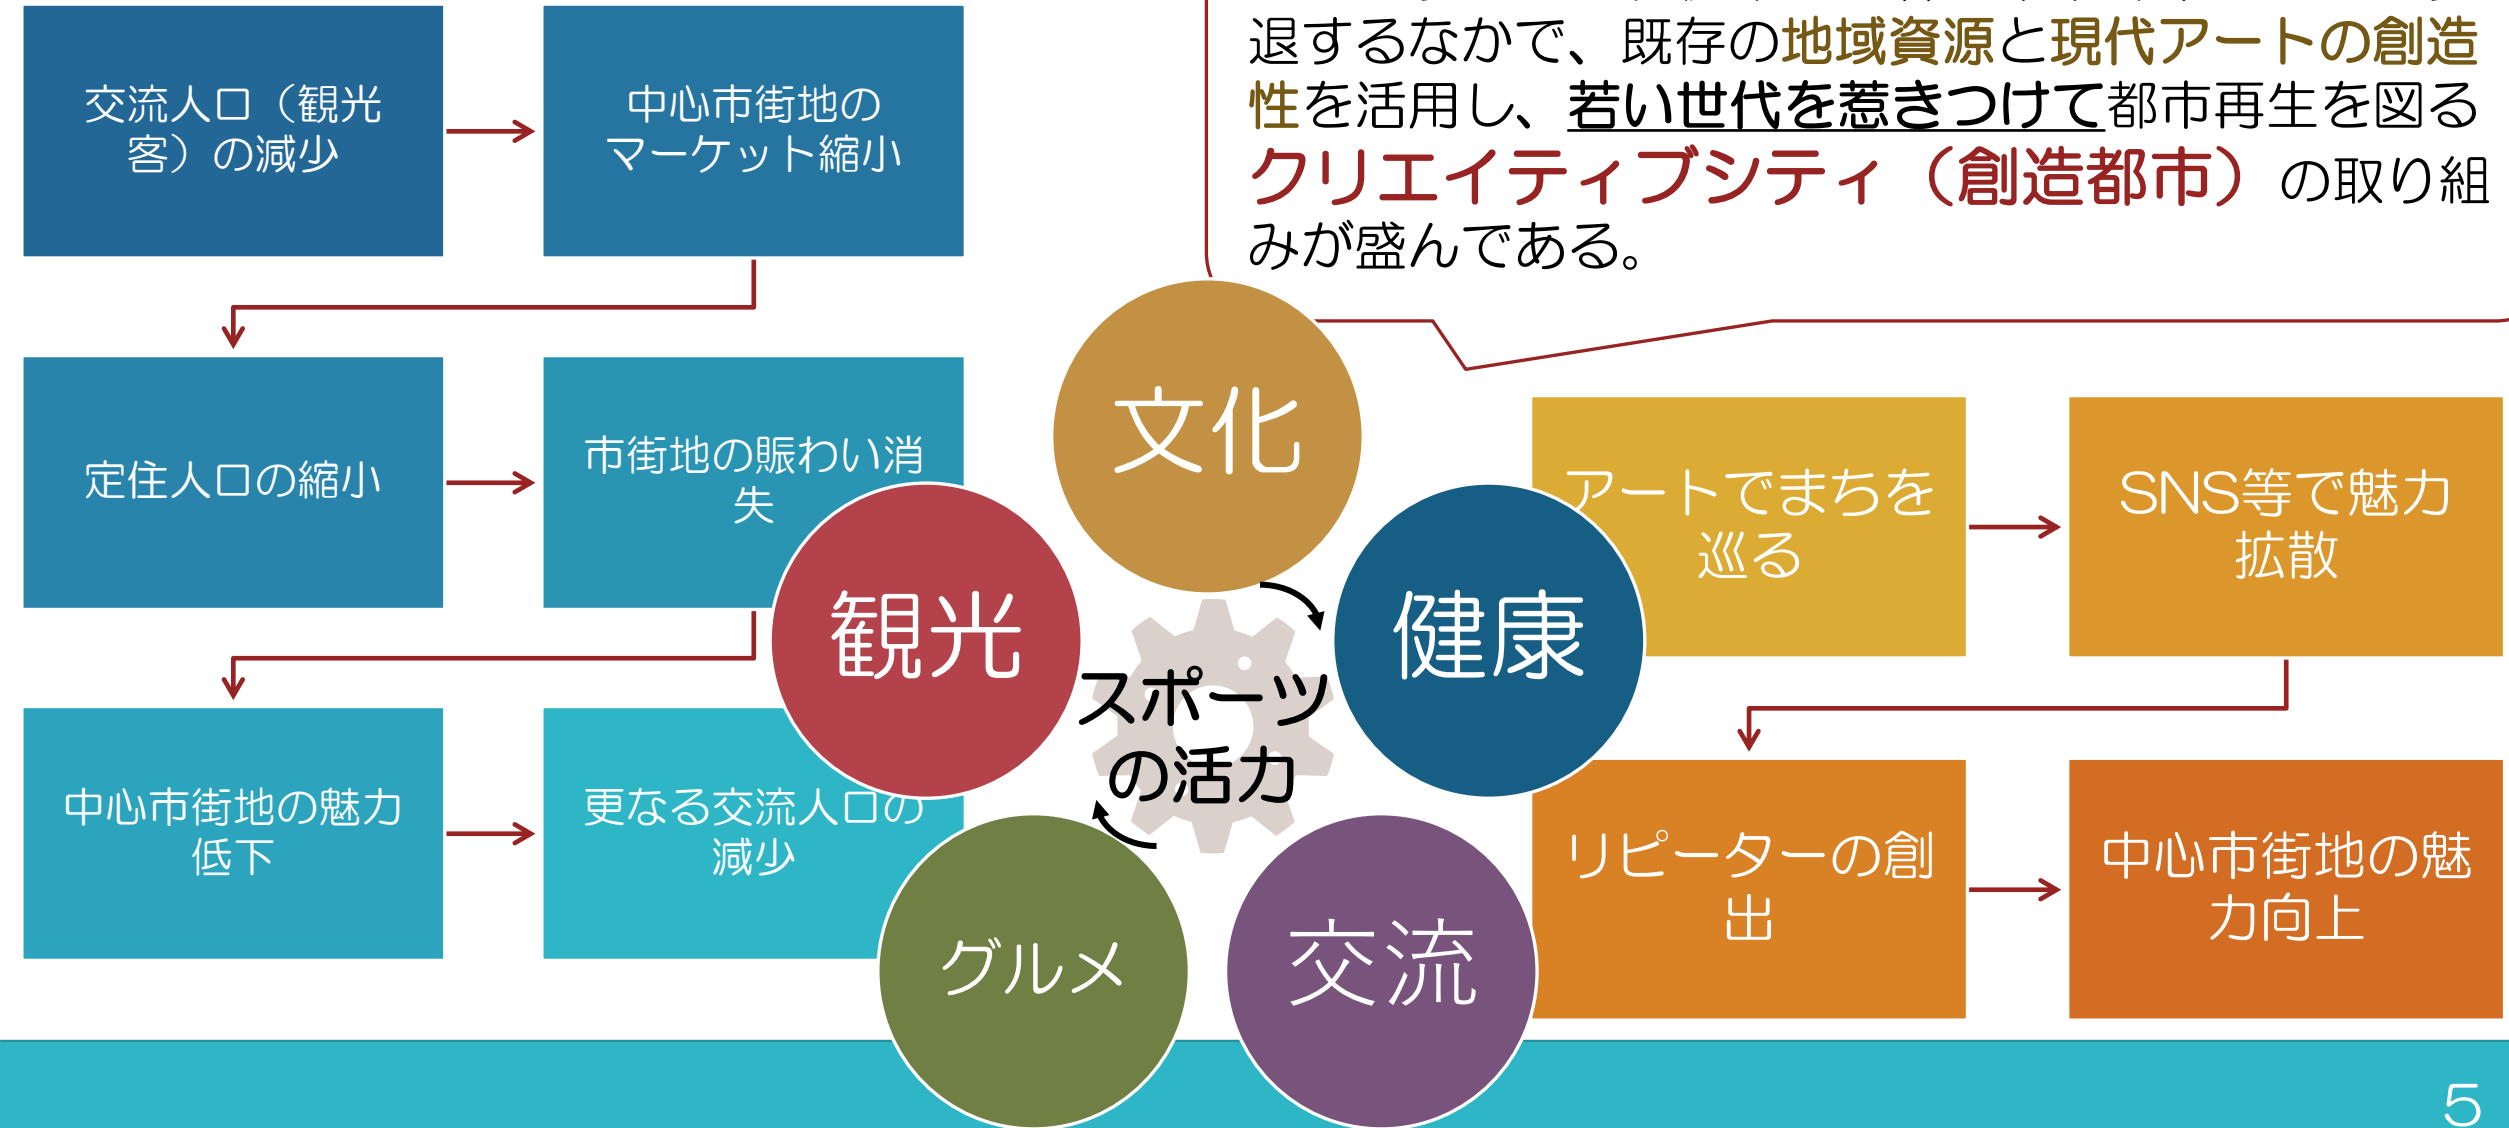 退するなかで、既存の地域資源と現代アートの創造
性を活用し、若い世代を惹きつけて都市再生を図る
クリエイティブシティ（創造都市）の取り組
みが盛んである。
交流人口（観光
客）の減少
中心市街地の
マーケット縮小
定住人口の縮小
市街地の賑わい消
失
中心市街地の魅力
低下
更なる交流人口の
減少
文化
観光
健康
スポーツ
の活力
グルメ
交流
アートでまちを
巡る
SNS等で魅力
拡散
リピーターの創
出
中心市街地の魅
力向上
5